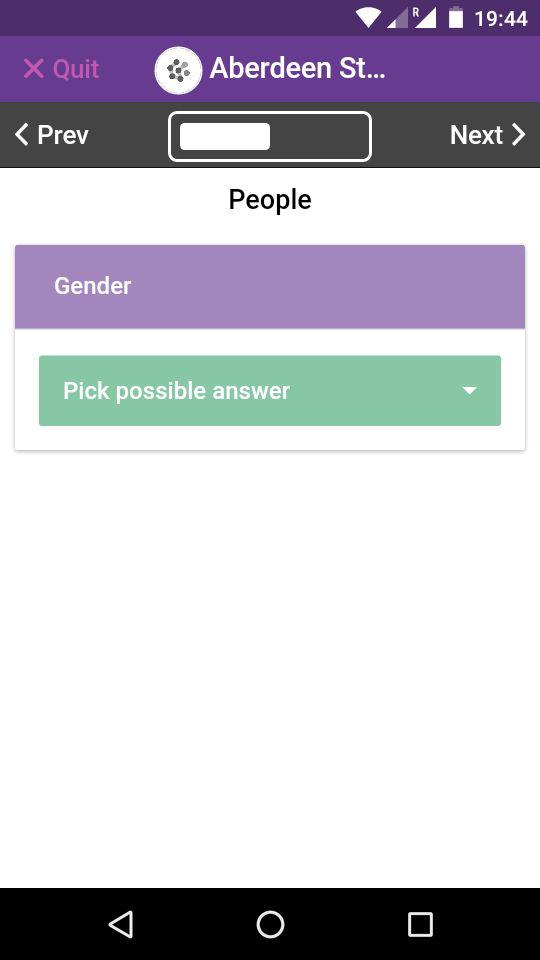 R
19:44
Quit
Aberdeen St...
Prev
Next
People
Gender
Pick possible answer